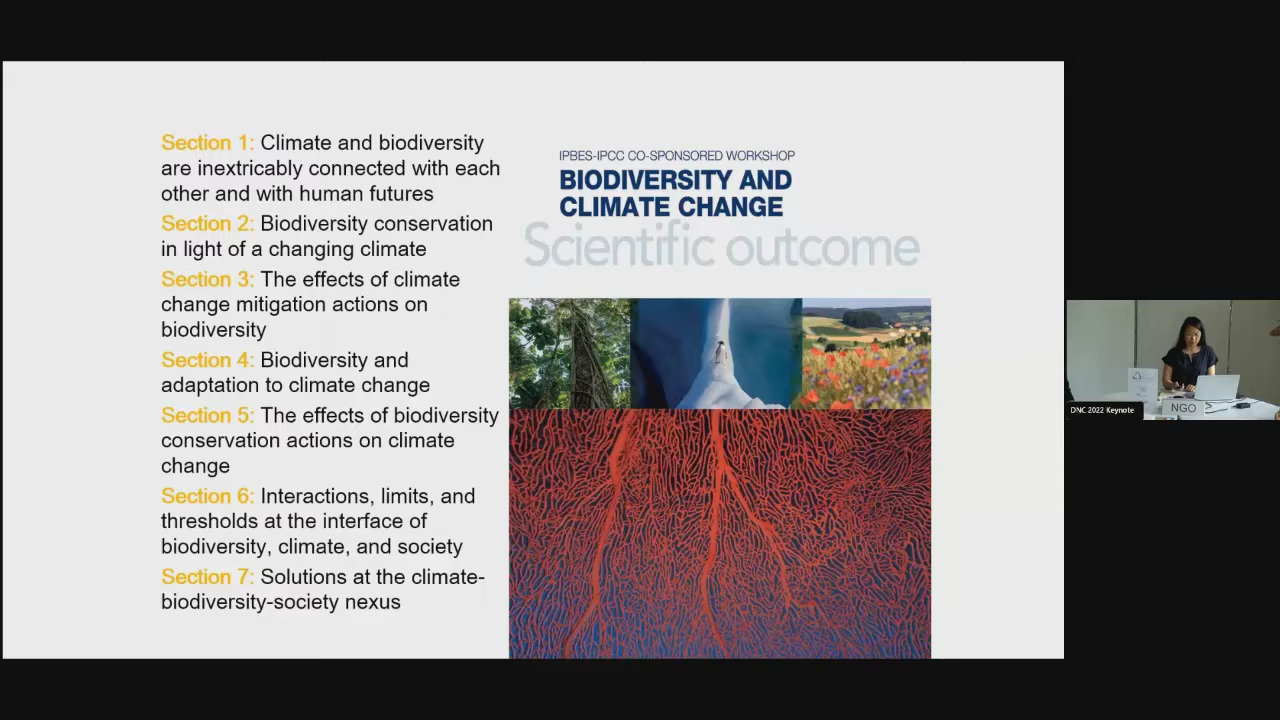 Section 1: Climate and biodiversity
are inextricably connected with each
other and with human futures
Section 2: Biodiversity conservation
in light of a changing climate
Section 3: The effects of climate
change mitigation actions on
biodiversity
Section 4: Biodiversity and
adaptation to climate change
Section 5: The effects of biodiversity
conservation actions on climate
change
Section 6: Interactions, limits, and
thresholds at the interface of
biodiversity, climate, and society
Section 7: Solutions at the climate-
biodiversity-society nexus
IPBES-IPCC CO-SPONSORED WORKSHOP
BIODIVERSITY AND
CLIMATE CHANGE
Scientific outcome
DNC 2022 Keynote
NGO